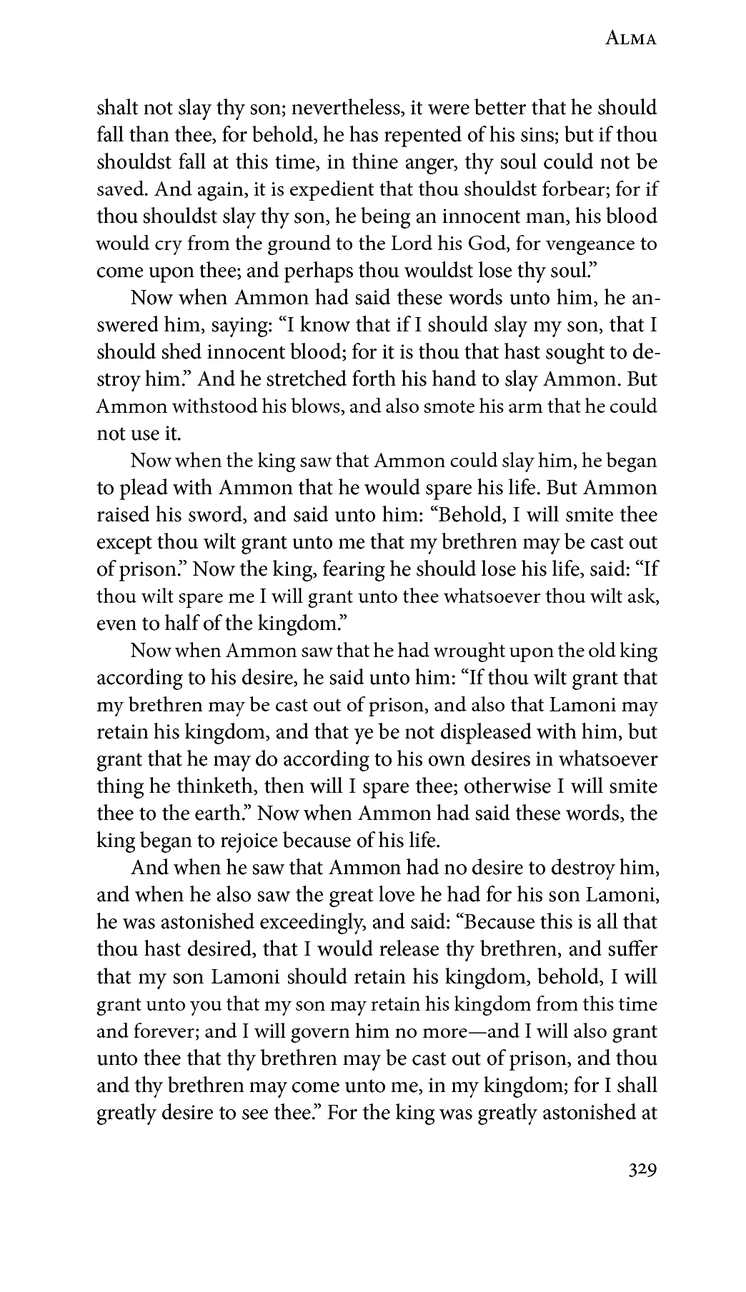 Alma
shalt not slay thy son; nevertheless, it were better that he should
fall than thee, for behold, he has repented of his sins; but if thou
shouldst fall at this time, in thine anger, thy soul could not be
saved. And again, it is expedient that thou shouldst forbear; for if
thou shouldst slay thy son, he being an innocent man, his blood
would cry from the ground to the Lord his God, for vengeance to
come upon thee; and perhaps thou wouldst lose thy soul.”
Now when Ammon had said these words unto him, he an-
swered him, saying: “I know that if I should slay my son, that I
should shed innocent blood; for it is thou that hast sought to de-
stroy him.” And he stretched forth his hand to slay Ammon. But
Ammon withstood his blows, and also smote his arm that he could
not use it.
Now when the king saw that Ammon could slay him, he began
to plead with Ammon that he would spare his life. But Ammon
raised his sword, and said unto him: “Behold, I will smite thee
except thou wilt grant unto me that my brethren may be cast out
of prison.” Now the king, fearing he should lose his life, said: “If
thou wilt spare me I will grant unto thee whatsoever thou wilt ask,
even to half of the kingdom.”
Now when Ammon saw that he had wrought upon the old king
according to his desire, he said unto him: “If thou wilt grant that
my brethren may be cast out of prison, and also that Lamoni may
retain his kingdom, and that ye be not displeased with him, but
grant that he may do according to his own desires in whatsoever
thing he thinketh, then will I spare thee; otherwise I will smite
thee to the earth.” Now when Ammon had said these words, the
king began to rejoice because of his life.
And when he saw that Ammon had no desire to destroy him,
and when he also saw the great love he had for his son Lamoni,
he was astonished exceedingly, and said: “Because this is all that
thou hast desired, that I would release thy brethren, and suffer
that my son Lamoni should retain his kingdom, behold, I will
grant unto you that my son may retain his kingdom from this time
and forever; and I will govern him no more—and I will also grant
unto thee that thy brethren may be cast out of prison, and thou
and thy brethren may come unto me, in my kingdom; for I shall
greatly desire to see thee.” For the king was greatly astonished at
329